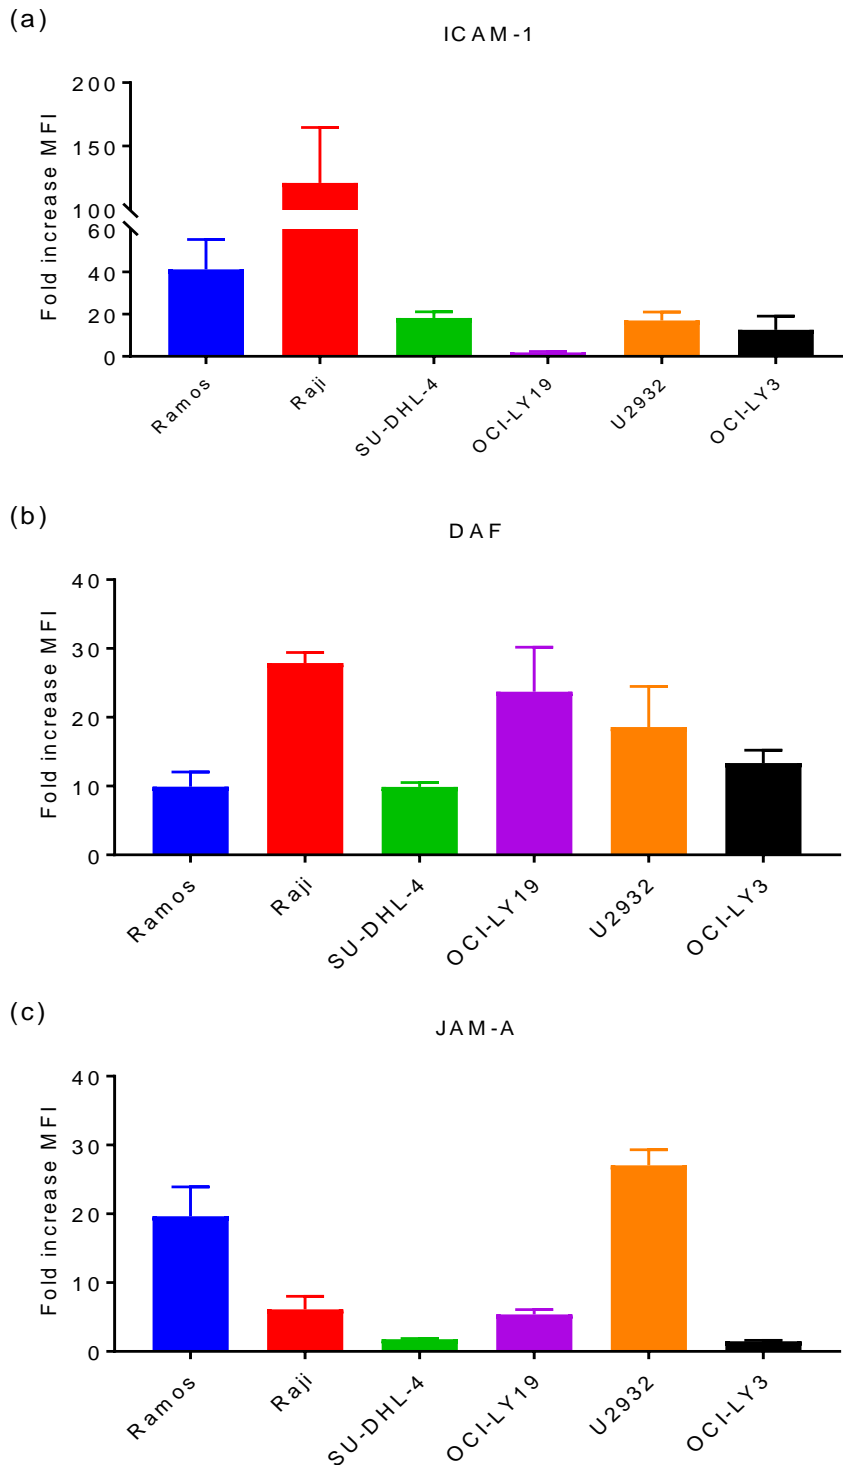 (a)
ICAM-1
Fold increase MFI
200
150
100
60
40
20
0
Ramos
Raji
SU-DHL-4
OCI-LY19
U2932
OCI-LY3
(b)
DAF
Fold increase MFI
40
30
20
10
0
Ramos
Raji
SU-DHL-4
OCI-LY19
U2932
OCI-LY3
(c)
JAM-A
Fold increase MFI
40
30
20
10
0
Ramos
Raji
SU-DHL-4
OCI-LY19
U2932
OCI-LY3